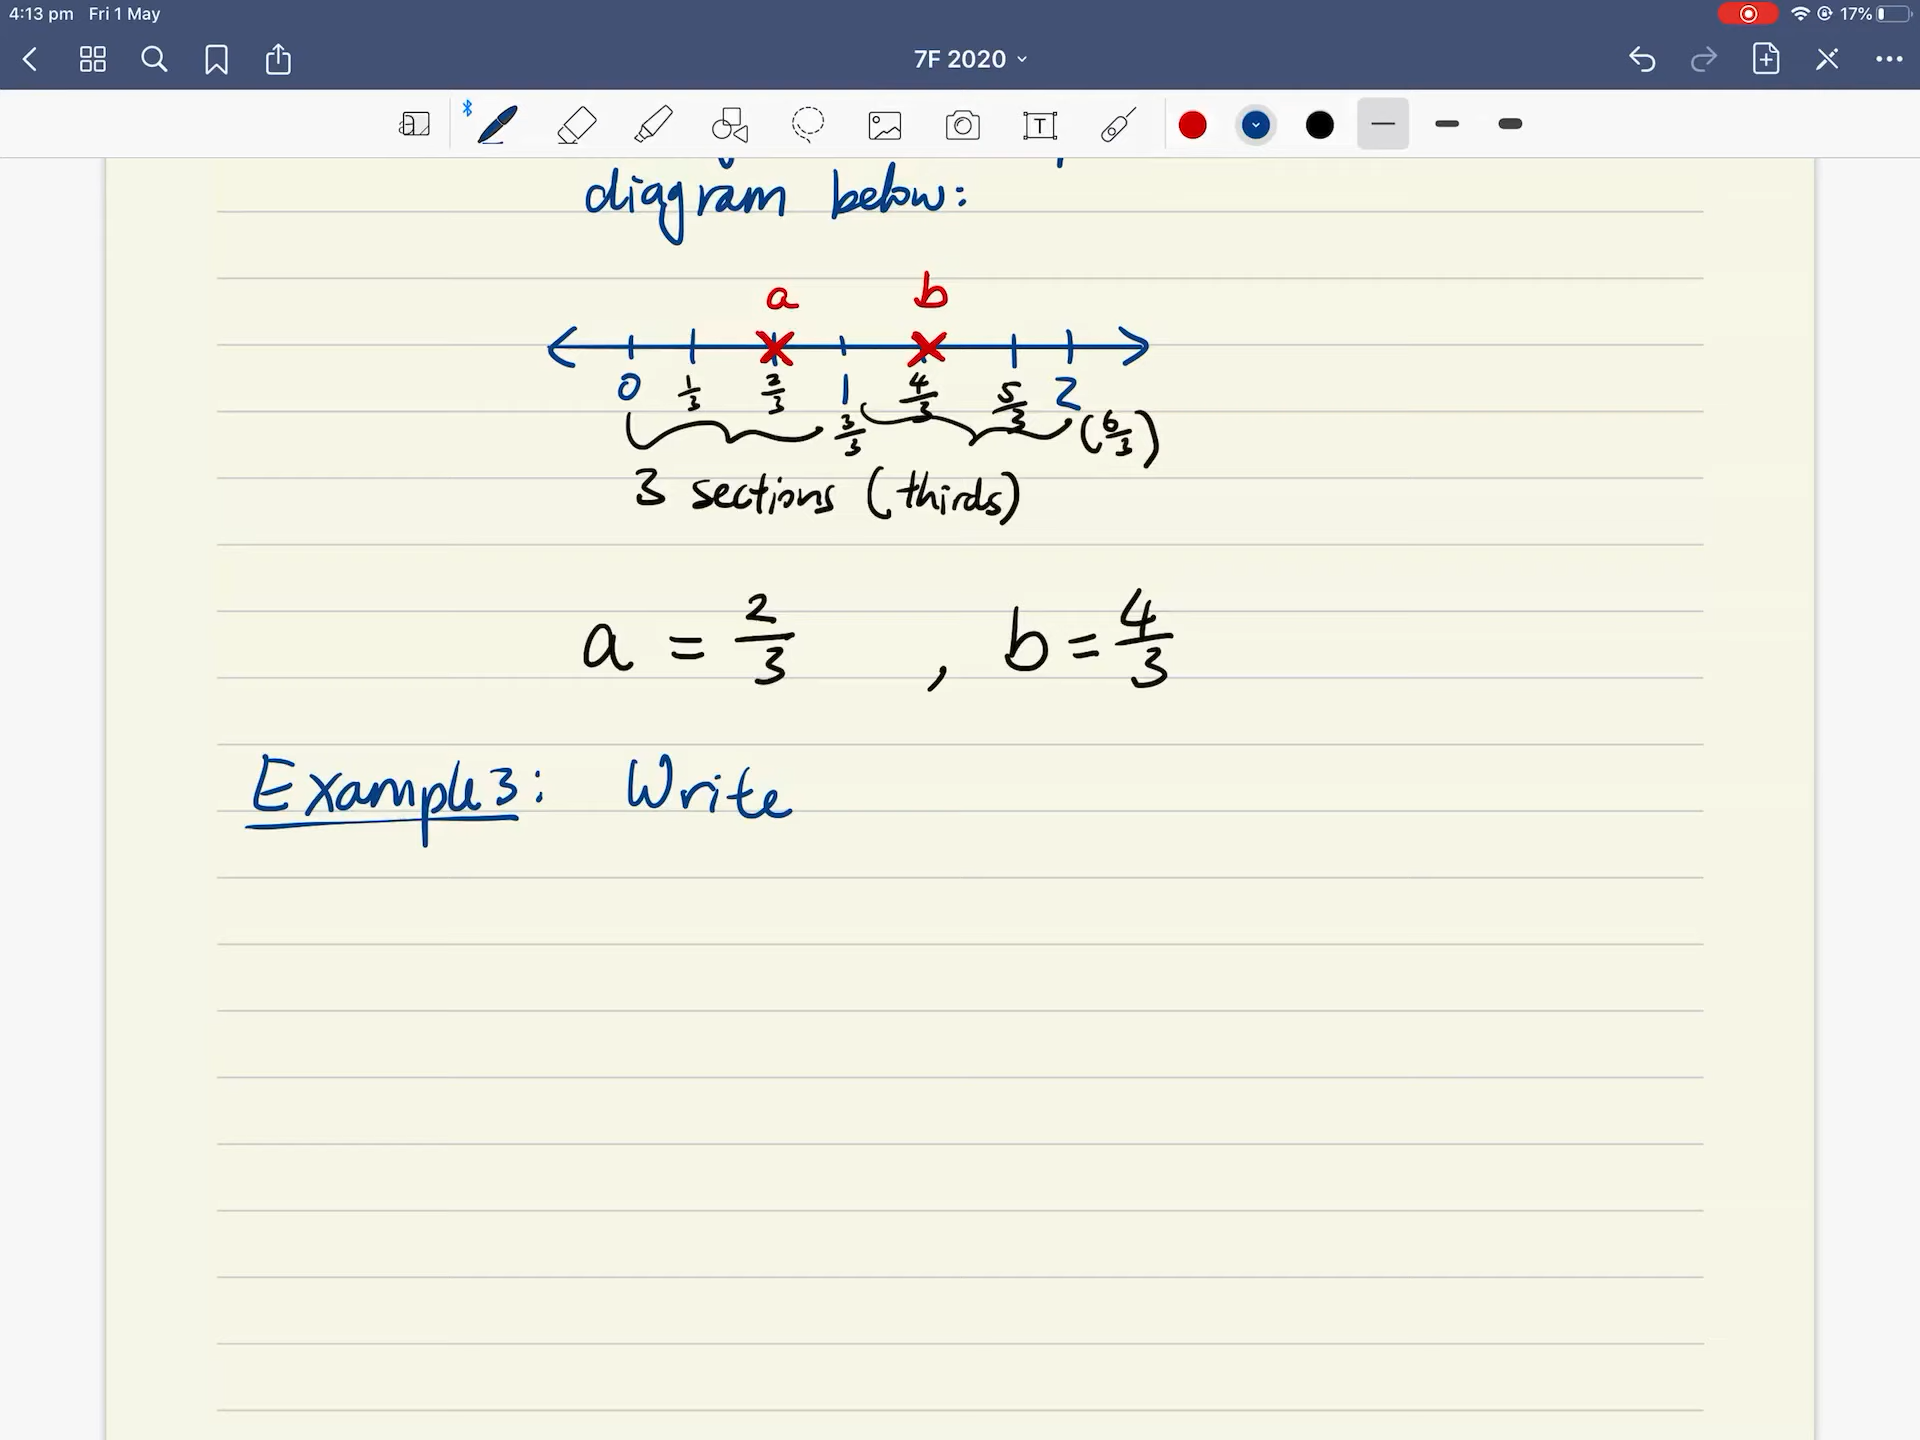 4:13 pm Fri 1 May 17%
7F 2020
diagram below:
a b
0 1/3 2/3 1 4/3 5/3 2
3/3 (6/3)
3 sections (thirds)
a = 2/3 , b = 4/3
Example 3: Write